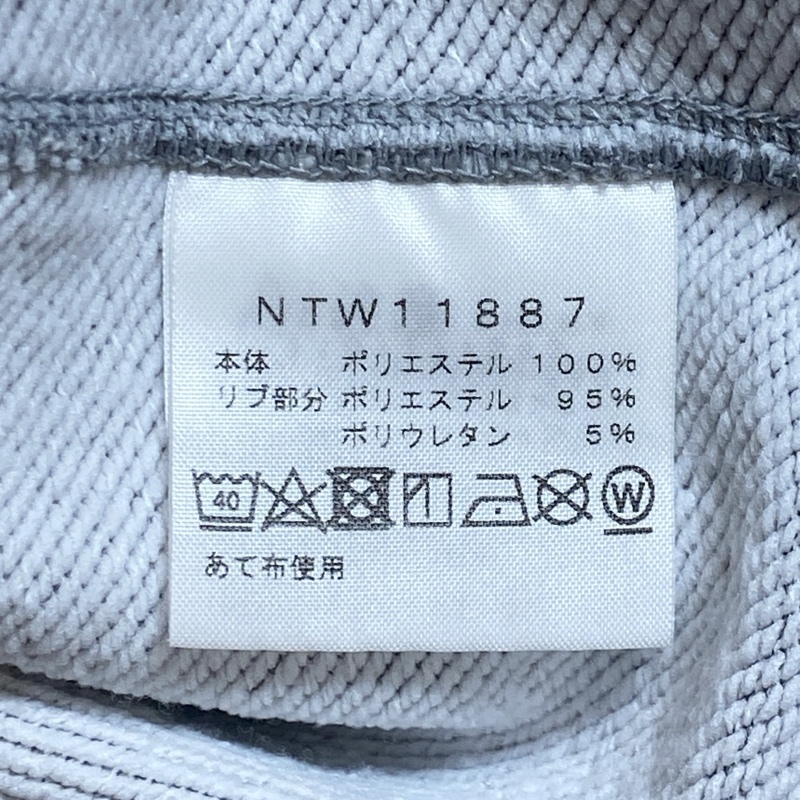 NTW11887
本体 ポリエステル 100%
リブ部分 ポリエステル 95%
ポリウレタン 5%
40 W
あて布使用